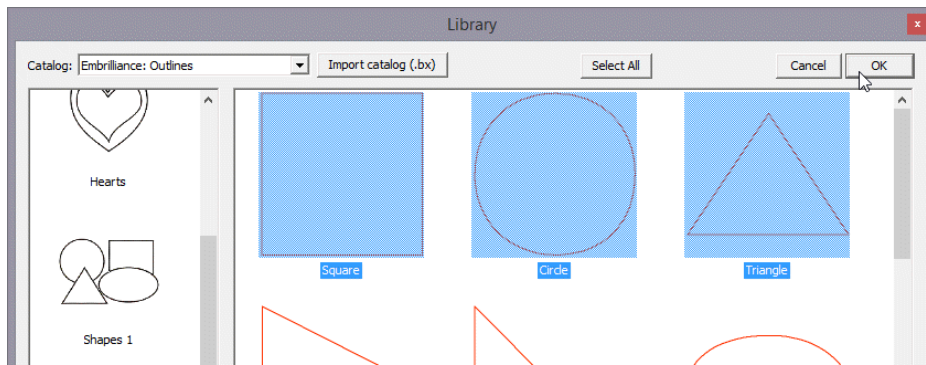 Library
x
Catalog: Embrilliance: Outlines Import catalog (.bx) Select All Cancel OK
Hearts
Square Circle Triangle
Shapes 1